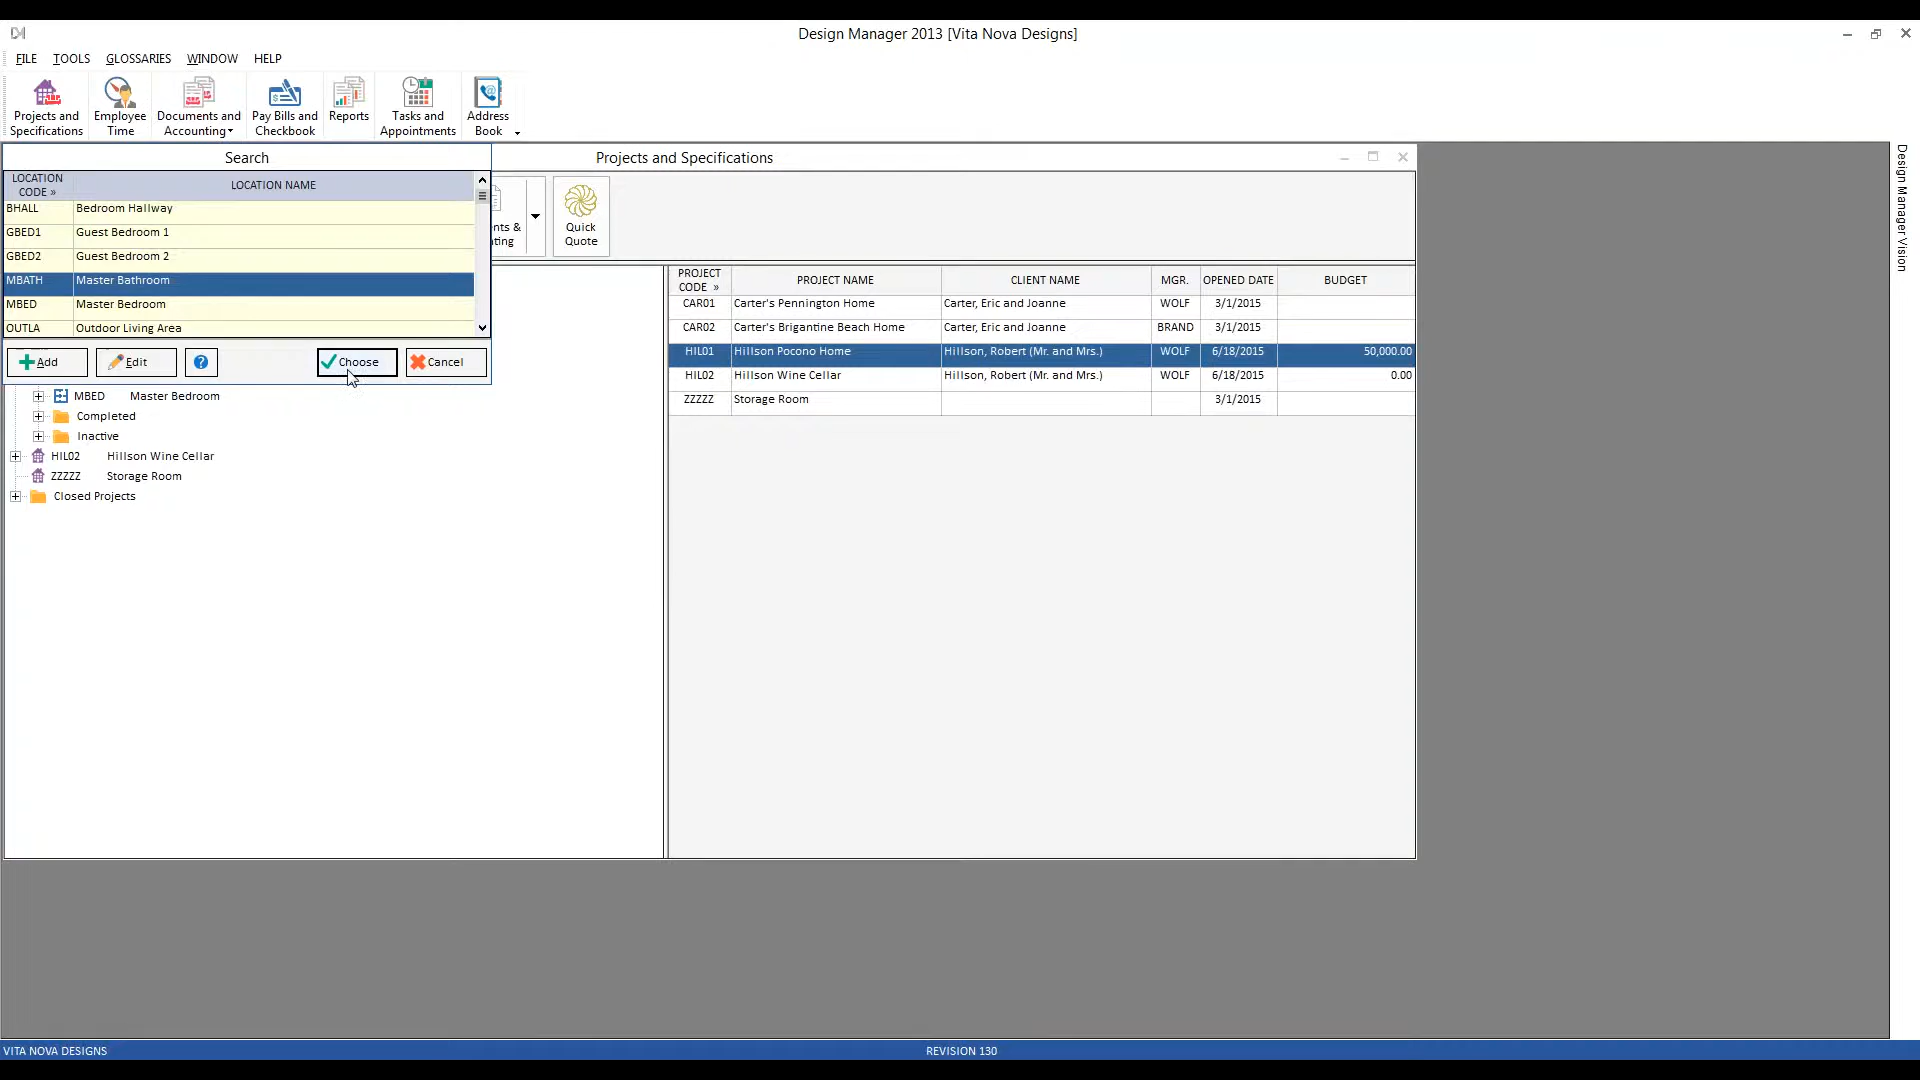 Design Manager 2013 [Vita Nova Designs]
FILE TOOLS GLOSSARIES WINDOW HELP
Projects and Specifications
Employee Time
Documents and Accounting
Pay Bills and Checkbook
Reports
Tasks and Appointments
Address Book
Search
LOCATION CODE » LOCATION NAME
BHALL Bedroom Hallway
GBED1 Guest Bedroom 1
GBED2 Guest Bedroom 2
MBATH Master Bathroom
MBED Master Bedroom
OUTLA Outdoor Living Area
Add Edit ? Choose Cancel
MBED Master Bedroom
Completed
Inactive
HIL02 Hillson Wine Cellar
ZZZZZ Storage Room
Closed Projects
Projects and Specifications
nts &
ting
Quick Quote
PROJECT CODE » PROJECT NAME CLIENT NAME MGR. OPENED DATE BUDGET
CAR01 Carter's Pennington Home Carter, Eric and Joanne WOLF 3/1/2015
CAR02 Carter's Brigantine Beach Home Carter, Eric and Joanne BRAND 3/1/2015
HIL01 Hillson Pocono Home Hillson, Robert (Mr. and Mrs.) WOLF 6/18/2015 50,000.00
HIL02 Hillson Wine Cellar Hillson, Robert (Mr. and Mrs.) WOLF 6/18/2015 0.00
ZZZZZ Storage Room 3/1/2015
Design Manager Vision
VITA NOVA DESIGNS REVISION 130